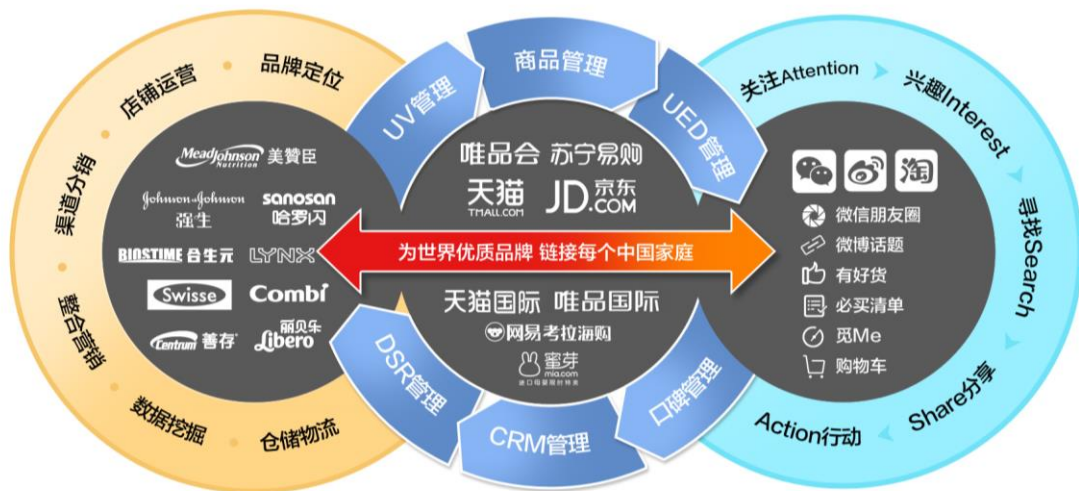 品牌定位
店铺运营
渠道分销
整合营销
数据挖掘
仓储物流
MeadJohnson 美赞臣
Nutrition
Johnson & Johnson
强生
sanosan
哈罗闪
BIOSTIME 合生元
LYNX
Swisse
Combi
Centrum 善存
丽贝乐
Libero
UV管理
商品管理
UED管理
口碑管理
CRM管理
DSR管理
唯品会 苏宁易购
天猫
TMALL.COM
JD 京东
.COM
为世界优质品牌 链接每个中国家庭
天猫国际 唯品国际
网易考拉海购
蜜芽
mia.com
进口母婴限时特卖
关注Attention
兴趣Interest
寻找Search
Share分享
Action行动
淘
微信朋友圈
微博话题
有好货
必买清单
觅Me
购物车